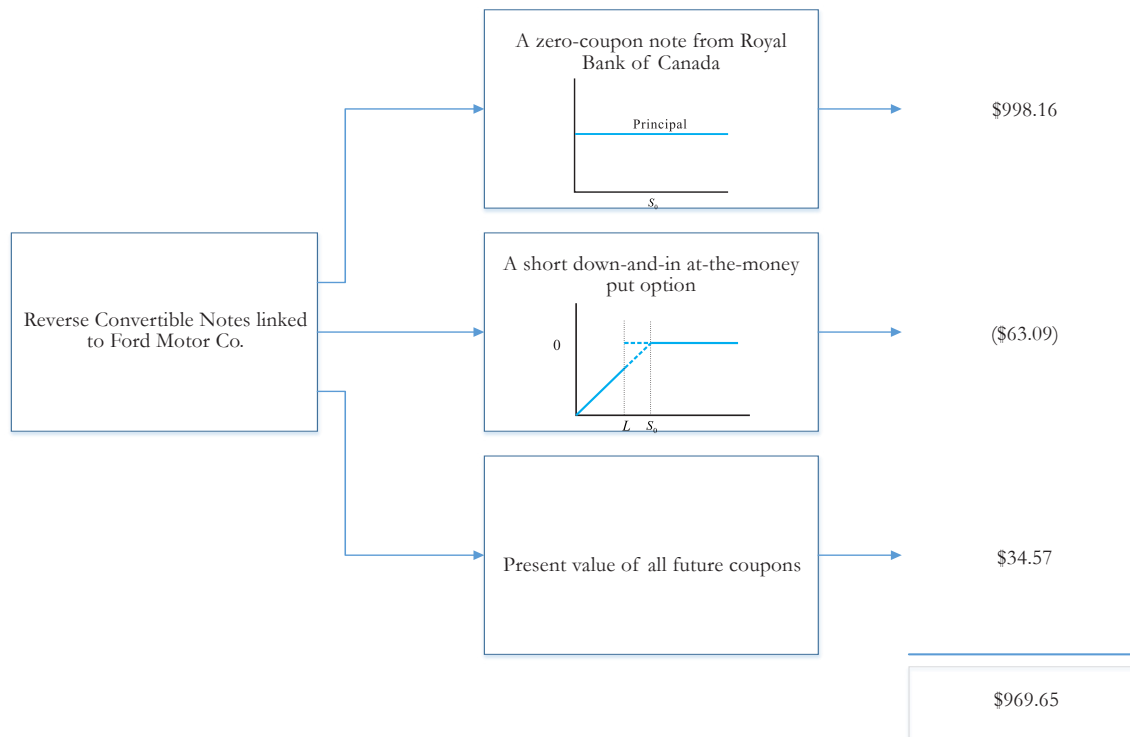 A zero-coupon note from Royal
Bank of Canada
Principal
S₀
$998.16
Reverse Convertible Notes linked
to Ford Motor Co.
A short down-and-in at-the-money
put option
0
L S₀
($63.09)
Present value of all future coupons
$34.57
$969.65